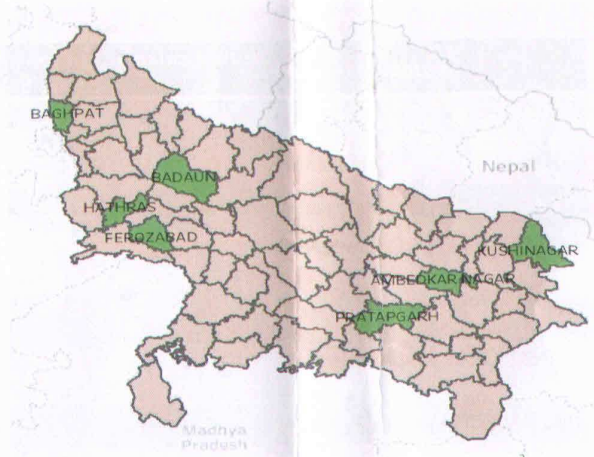 BAGHPAT
Nepal
BADAUN
HATHRAS
FEROZABAD
KUSHINAGAR
AMBEDKAR NAGAR
PRATAPGARH
Madhya
Pradesh